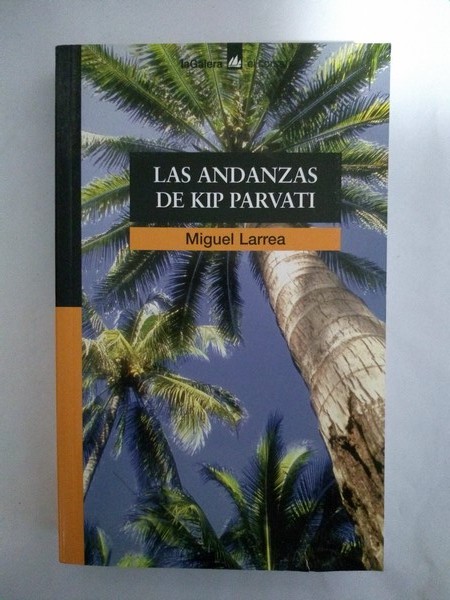 laGalera
LAS ANDANZAS
DE KIP PARVATI
Miguel Larrea